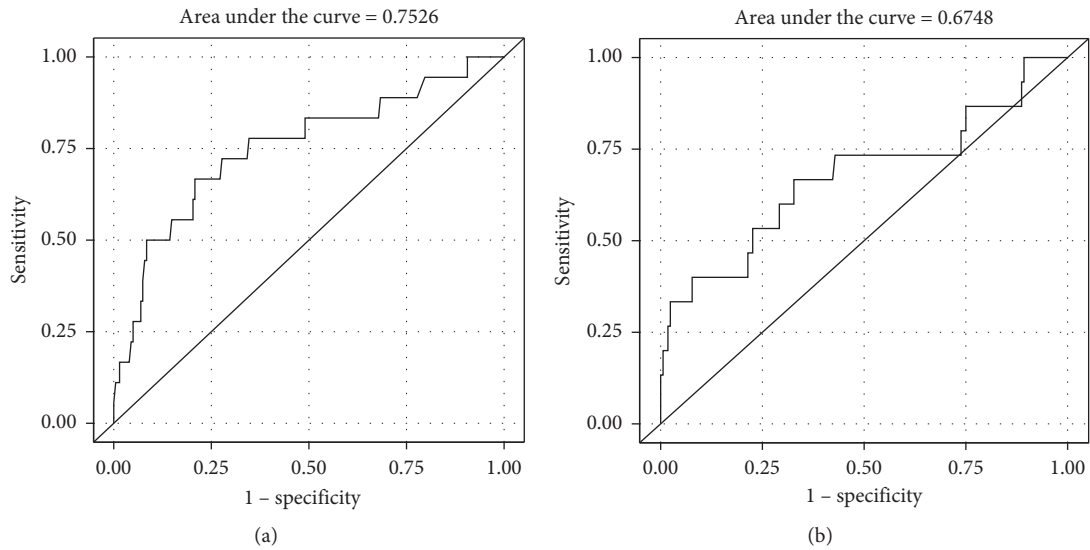 Area under the curve = 0.7526
1.00
0.75
0.50
0.25
0.00
Sensitivity
0.00 0.25 0.50 0.75 1.00
1 – specificity
(a)
Area under the curve = 0.6748
1.00
0.75
0.50
0.25
0.00
Sensitivity
0.00 0.25 0.50 0.75 1.00
1 – specificity
(b)